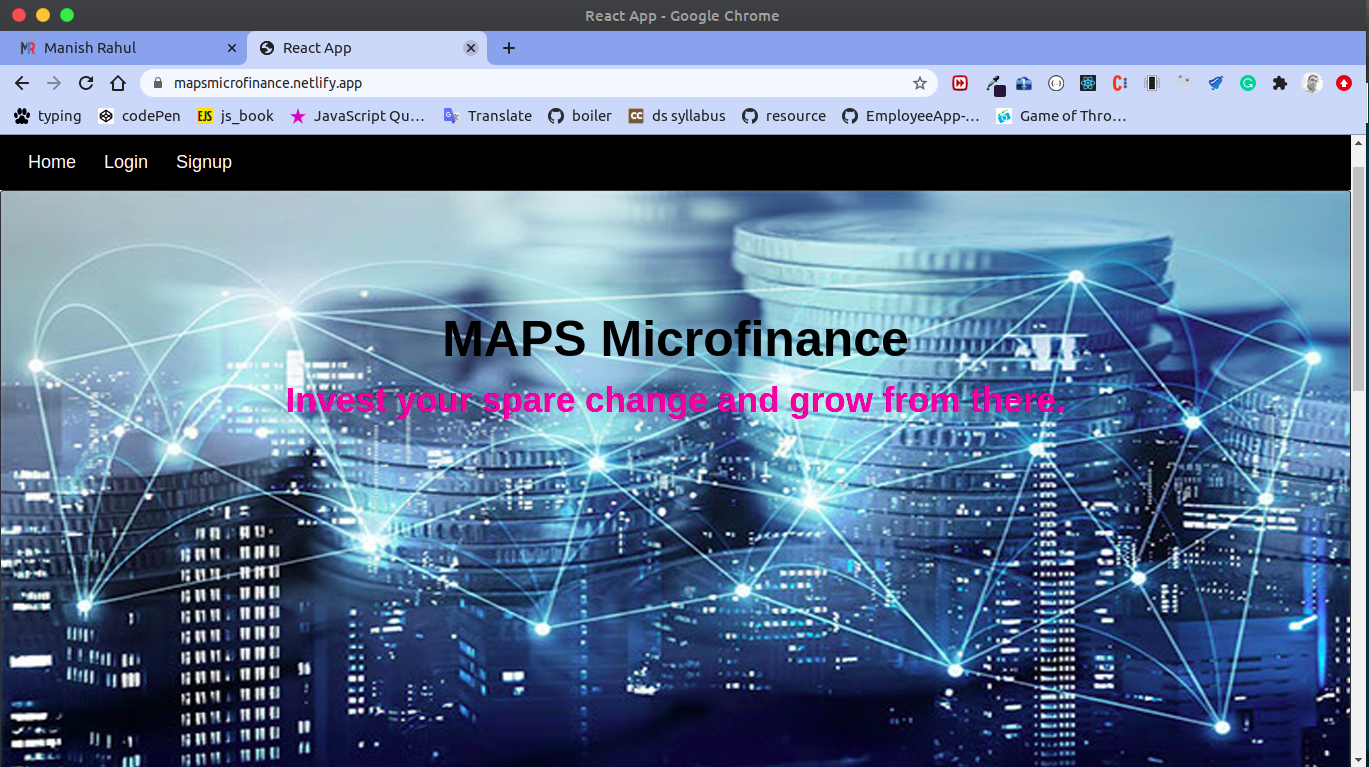 React App - Google Chrome
Manish Rahul
React App
mapsmicrofinance.netlify.app
typing codePen EJS js_book JavaScript Qu... Translate boiler CC ds syllabus resource EmployeeApp-... Game of Thro...
Home Login Signup
MAPS Microfinance
Invest your spare change and grow from there.